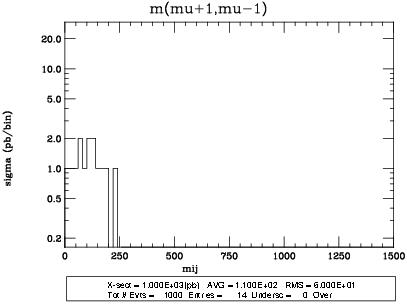 m(mu+1,mu-1)
20.0
10.0
5.0
2.0
1.0
0.5
0.2
sigma (pb/bin)
0 250 500 750 1000 1250 1500
mij
X-sect = 1.000E+03(pb) AVG = 1.100E+02 RMS = 6.000E+01
Tot # Evts = 1000 Entries = 14 Undersc = 0 Over